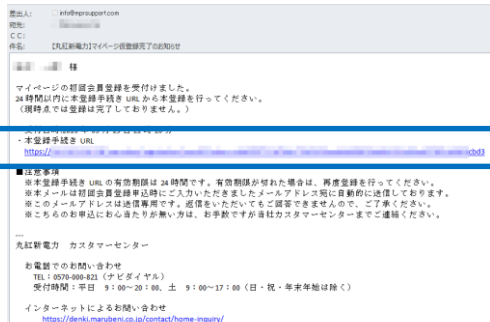 差出人: info@mprosupport.com
宛先:
CC:
件名: 【丸紅新電力】マイページ仮登録完了のお知らせ
様
マイページの初回会員登録を受付けました。
24時間以内に本登録手続き URL から本登録を行ってください。
(現時点では登録は完了しておりません。)
・本登録手続き URL
https:/
cbd3
■注意事項
※本登録手続き URL の有効期限は 24 時間です。有効期限が切れた場合は、再度登録を行ってください。
※本メールは初回会員登録申込時にご入力いただきましたメールアドレス宛に自動的に送信しております。
※このメールアドレスは送信専用です。返信をいただいてもご回答できませんので、ご了承ください。
※こちらのお申込にお心当たりが無い方は、お手数ですが当社カスタマーセンターまでご連絡ください。
---
丸紅新電力 カスタマーセンター
お電話でのお問い合わせ
TEL:0570-000-821(ナビダイヤル)
受付時間:平日 9:00~20:00、土 9:00~17:00(日・祝・年末年始は除く)
インターネットによるお問い合わせ
https://denki.marubeni.co.jp/contact/home-inquiry/